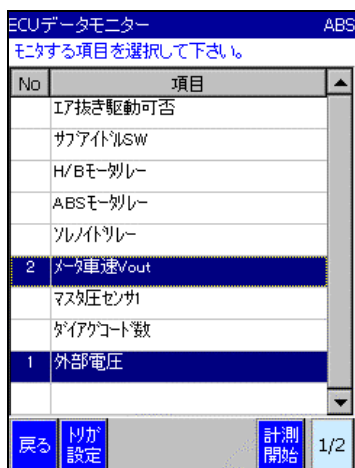 ECUデータモニター ABS
ﾓﾆﾀする項目を選択して下さい。
No 項目
ｴｱ抜き駆動可否
ｻﾌﾞｱｲﾄﾞﾙSW
H/Bﾓｰﾀﾘﾚｰ
ABSﾓｰﾀﾘﾚｰ
ｿﾚﾉｲﾄﾞﾘﾚｰ
2 ﾒｰﾀ車速Vout
ﾏｽﾀ圧ｾﾝｻ1
ﾀﾞｲｱｸﾞｺｰﾄﾞ数
1 外部電圧
戻る ﾄﾘｶﾞ設定 計測開始 1/2